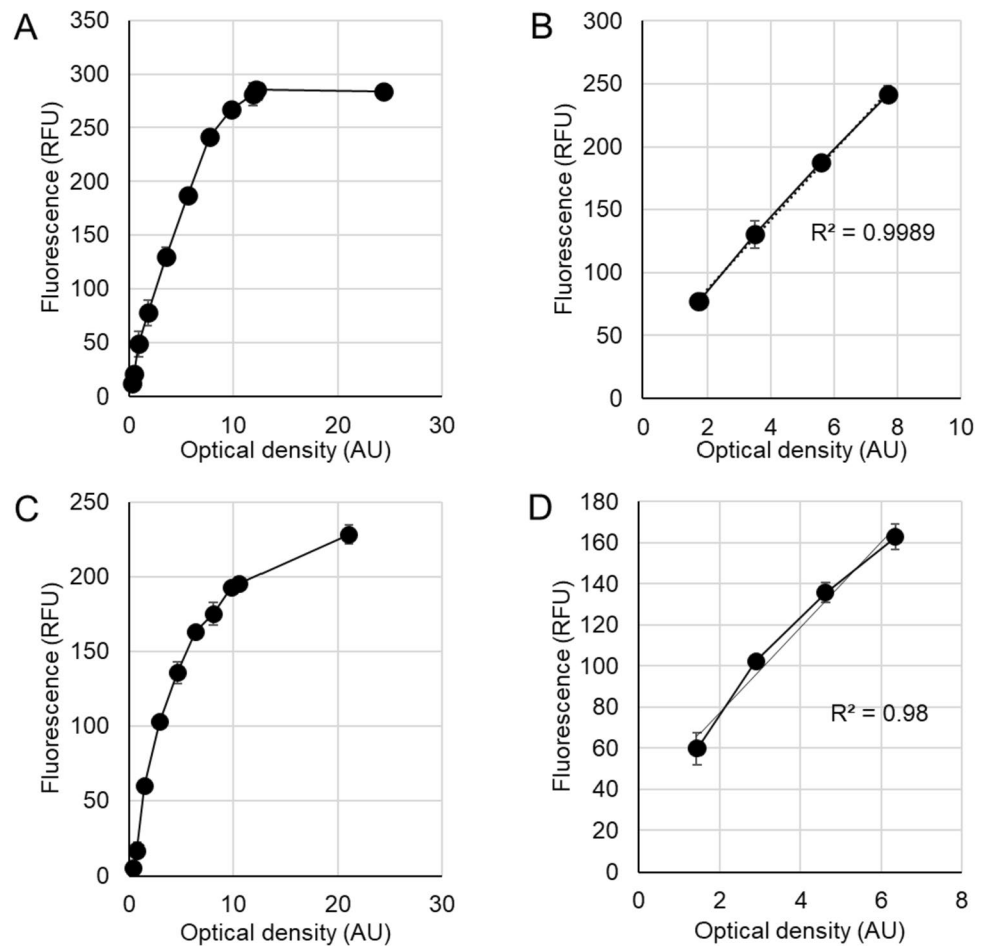 A
Fluorescence (RFU)
350
300
250
200
150
100
50
0
0 10 20 30
Optical density (AU)
B
Fluorescence (RFU)
300
250
200
150
100
50
0
R² = 0.9989
0 2 4 6 8 10
Optical density (AU)
C
Fluorescence (RFU)
250
200
150
100
50
0
0 10 20 30
Optical density (AU)
D
Fluorescence (RFU)
180
160
140
120
100
80
60
40
20
0
R² = 0.98
0 2 4 6 8
Optical density (AU)